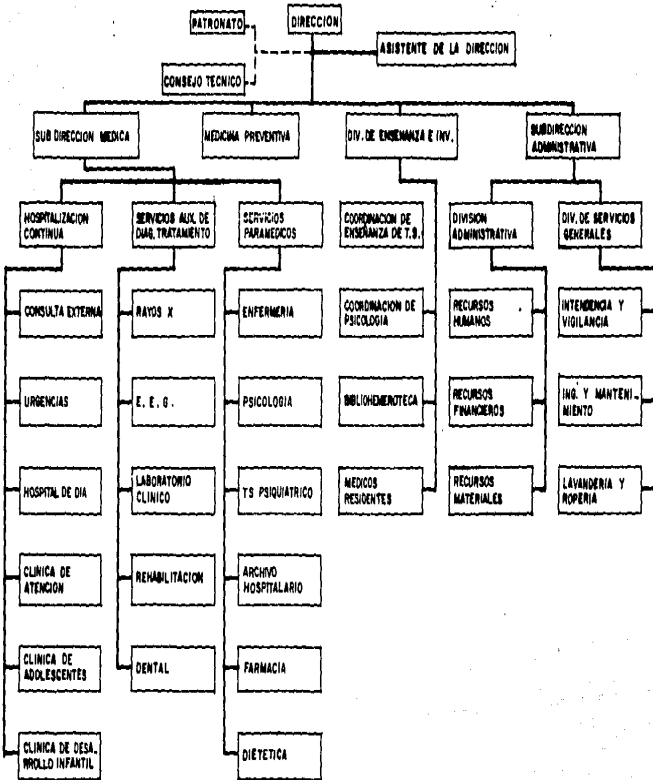 PATRONATO
DIRECCION
ASISTENTE DE LA DIRECCION
CONSEJO TECNICO
SUB DIRECCION MEDICA
MEDICINA PREVENTIVA
DIV. DE ENSEÑANZA E INV.
SUBDIRECCION
ADMINISTRATIVA
HOSPITALIZACION
CONTINUA
SERVICIOS AUX. DE
DIAG. TRATAMIENTO
SERVICIOS
PARAMEDICOS
COORDINACION DE
ENSEÑANZA DE T.S.
DIVISION
ADMINISTRATIVA
DIV. DE SERVICIOS
GENERALES
CONSULTA EXTERNA
RAYOS X
ENFERMERIA
COORDINACION DE
PSICOLOGIA
RECURSOS
HUMANOS
INTENDENCIA Y
VIGILANCIA
URGENCIAS
E. E. G.
PSICOLOGIA
BIBLIOHEMEROTECA
RECURSOS
FINANCIEROS
ING. Y MANTENI-
MIENTO
HOSPITAL DE DIA
LABORATORIO
CLINICO
TS PSIQUIATRICO
MEDICOS
RESIDENTES
RECURSOS
MATERIALES
LAVANDERIA Y
ROPERIA
CLINICA DE
ATENCION
REHABILITACION
ARCHIVO
HOSPITALARIO
CLINICA DE
ADOLESCENTES
DENTAL
FARMACIA
CLINICA DE DESA-
RROLLO INFANTIL
DIETETICA